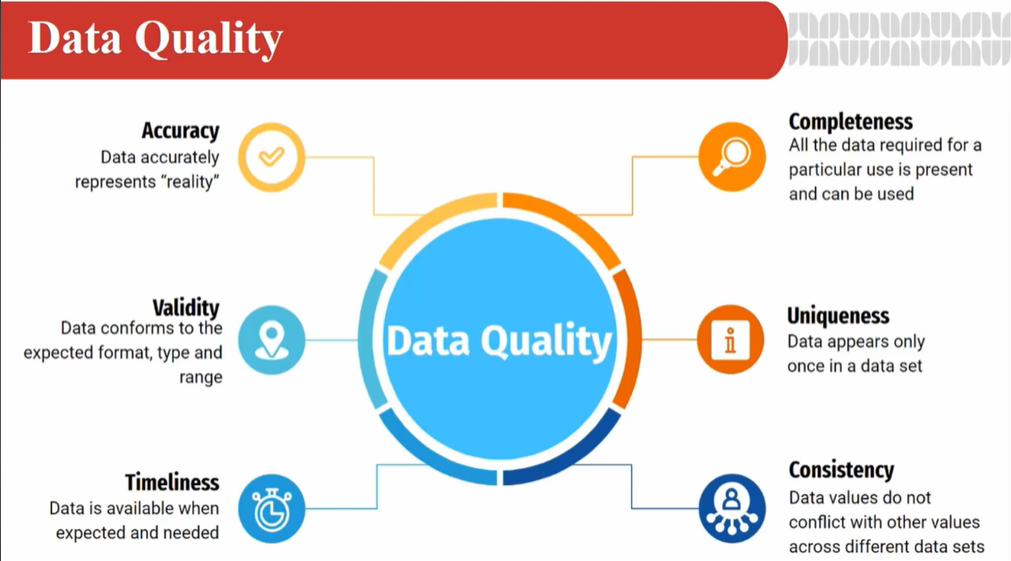 Data Quality
Accuracy
Data accurately
represents “reality”
Validity
Data conforms to the
expected format, type and
range
Timeliness
Data is available when
expected and needed
Data Quality
Completeness
All the data required for a
particular use is present
and can be used
Uniqueness
Data appears only
once in a data set
Consistency
Data values do not
conflict with other values
across different data sets